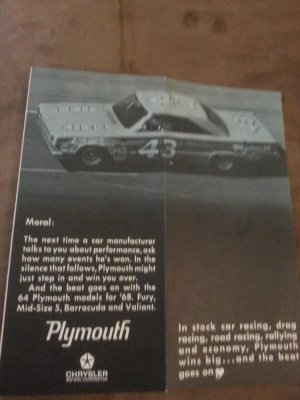 43
43
Plymouth
Moral:
The next time a car manufacturer
talks to you about performance, ask
how many events he's won. In the
silence that follows, Plymouth might
just step in and win you over.
And the beat goes on with the
64 Plymouth models for '68. Fury,
Mid-Size 5, Barracuda and Valiant.
Plymouth
CHRYSLER
MOTORS CORPORATION
In stock car racing, drag
racing, road racing, rallying
and economy, Plymouth
wins big...and the beat
goes on